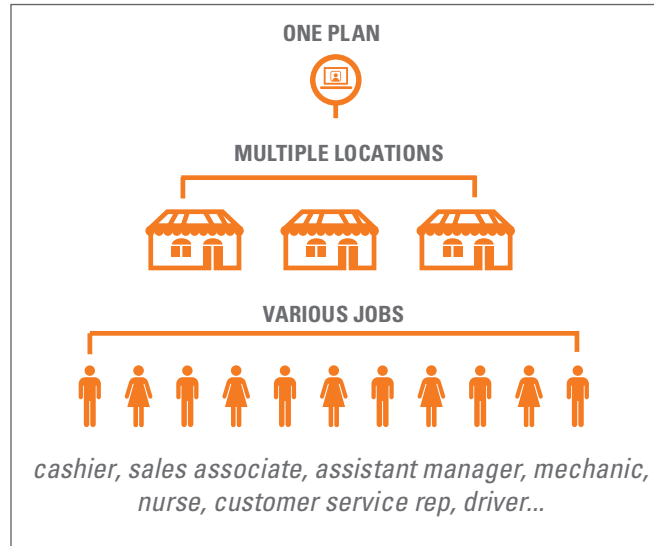 ONE PLAN
MULTIPLE LOCATIONS
VARIOUS JOBS
cashier, sales associate, assistant manager, mechanic,
nurse, customer service rep, driver...